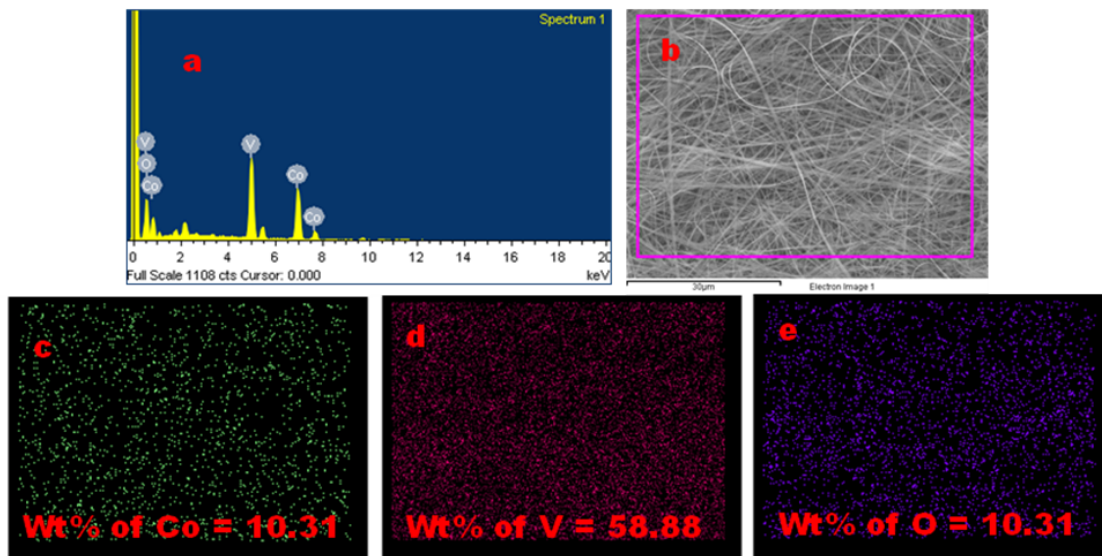 Spectrum 1
a
V
O
Co
V
Co
Co
0 2 4 6 8 10 12 14 16 18 20
Full Scale 1108 cts Cursor: 0.000
keV
b
30μm
Electron Image 1
c
Wt% of Co = 10.31
d
Wt% of V = 58.88
e
Wt% of O = 10.31